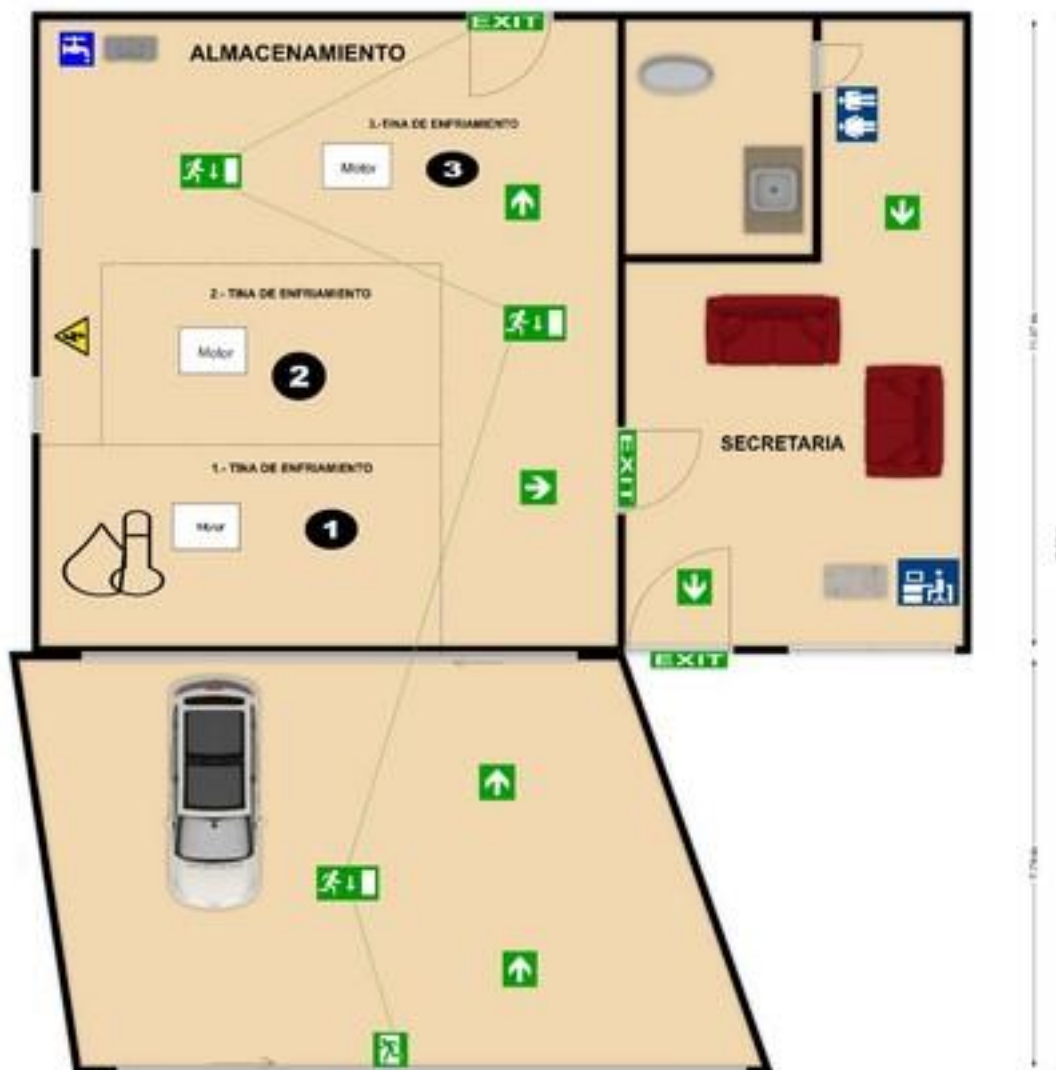 EXIT
ALMACENAMIENTO
3.-TINA DE ENFRIAMIENTO
Motor
3
2.- TINA DE ENFRIAMIENTO
Motor
2
EXIT
SECRETARIA
1.- TINA DE ENFRIAMIENTO
1
EXIT